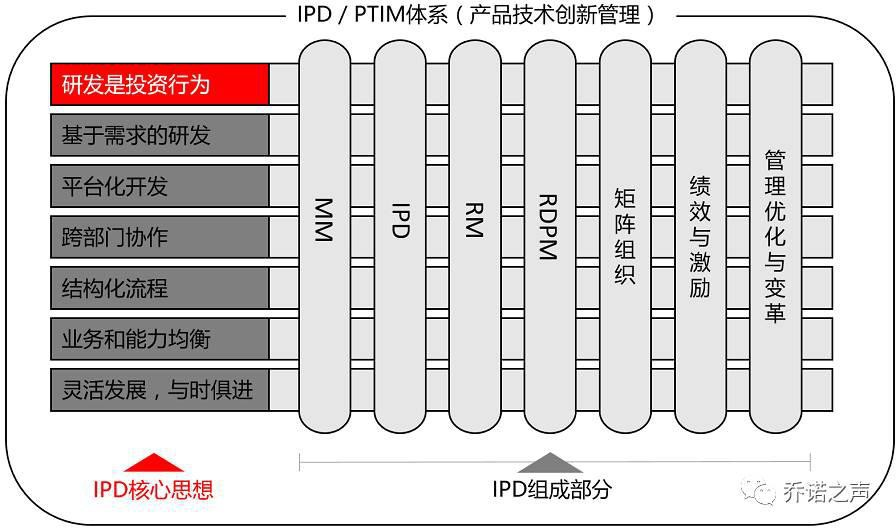 IPD / PTIM体系（产品技术创新管理）
研发是投资行为
基于需求的研发
平台化开发
跨部门协作
结构化流程
业务和能力均衡
灵活发展，与时俱进
MM
IPD
RM
RDPM
矩阵组织
绩效与激励
管理优化与变革
IPD核心思想
IPD组成部分
乔诺之声